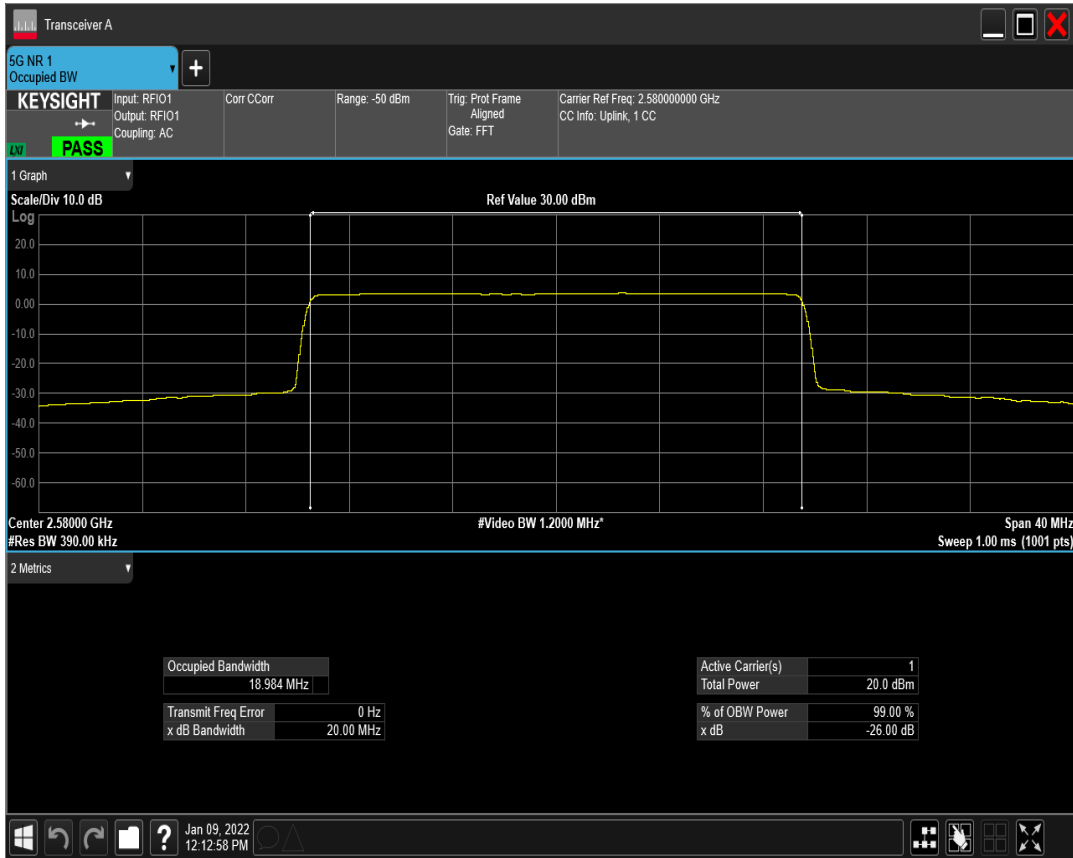 Transceiver A
5G NR 1
Occupied BW
KEYSIGHT
LXI
PASS
Input: RFIO1
Output: RFIO1
Coupling: AC
Corr CCorr
Range: -50 dBm
Trig: Prot Frame
Aligned
Gate: FFT
Carrier Ref Freq: 2.580000000 GHz
CC Info: Uplink, 1 CC
1 Graph
Scale/Div 10.0 dB
Ref Value 30.00 dBm
Log
20.0
10.0
0.00
-10.0
-20.0
-30.0
-40.0
-50.0
-60.0
Center 2.58000 GHz
#Video BW 1.2000 MHz*
Span 40 MHz
#Res BW 390.00 kHz
Sweep 1.00 ms (1001 pts)
2 Metrics
Occupied Bandwidth
18.984 MHz
Transmit Freq Error 0 Hz
x dB Bandwidth 20.00 MHz
Active Carrier(s) 1
Total Power 20.0 dBm
% of OBW Power 99.00 %
x dB -26.00 dB
Jan 09, 2022
12:12:58 PM